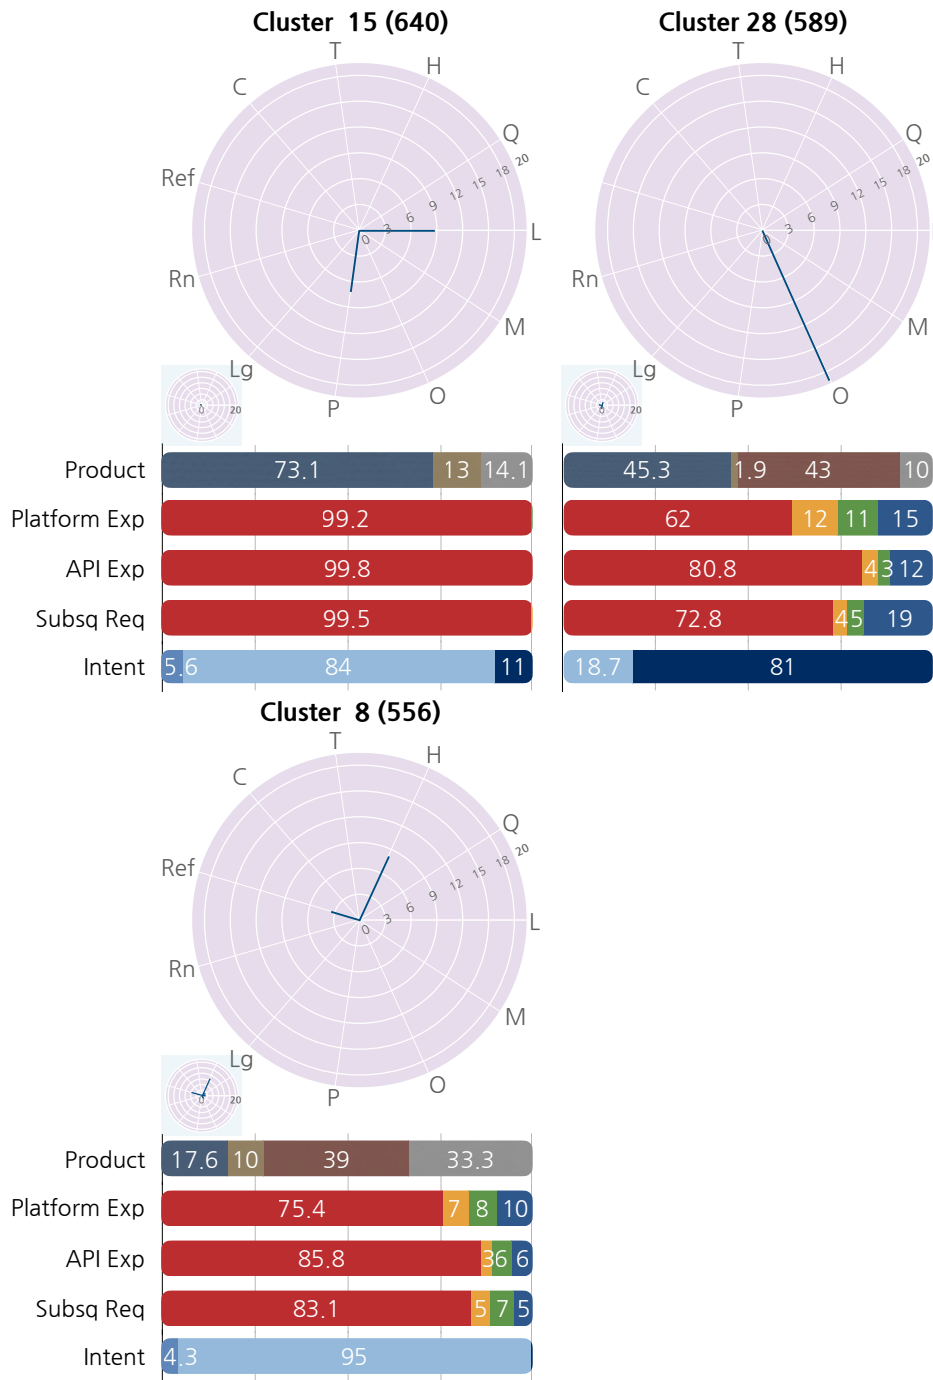 Cluster 15 (640)
T
H
C
Q
Ref
L
Rn
M
Lg
O
P
0
3
6
9
12
15
18
20
0
20
Cluster 28 (589)
T
H
C
Q
Rn
M
Lg
O
P
0
3
6
9
12
15
18
20
0
20
Product 73.1 13 14.1 45.3 1.9 43 10
Platform Exp 99.2 62 12 11 15
API Exp 99.8 80.8 4 3 12
Subsq Req 99.5 72.8 4 5 19
Intent 5.6 84 11 18.7 81
Cluster 8 (556)
T
H
C
Q
Ref
L
Rn
M
Lg
O
P
0
3
6
9
12
15
18
20
0
20
Product 17.6 10 39 33.3
Platform Exp 75.4 7 8 10
API Exp 85.8 3 6 6
Subsq Req 83.1 5 7 5
Intent 4.3 95